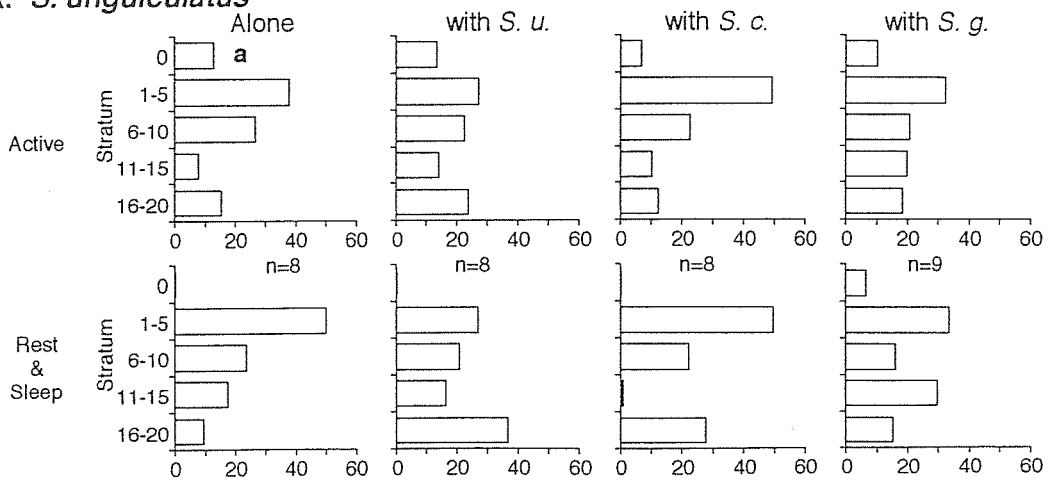 A. S. unguiculatus
Alone with S. u. with S. c. with S. g.
a
Active
Stratum
0
1-5
6-10
11-15
16-20
0 20 40 60 0 20 40 60 0 20 40 60 0 20 40 60
n=8 n=8 n=8 n=9
Rest
&
Sleep
Stratum
0
1-5
6-10
11-15
16-20
0 20 40 60 0 20 40 60 0 20 40 60 0 20 40 60